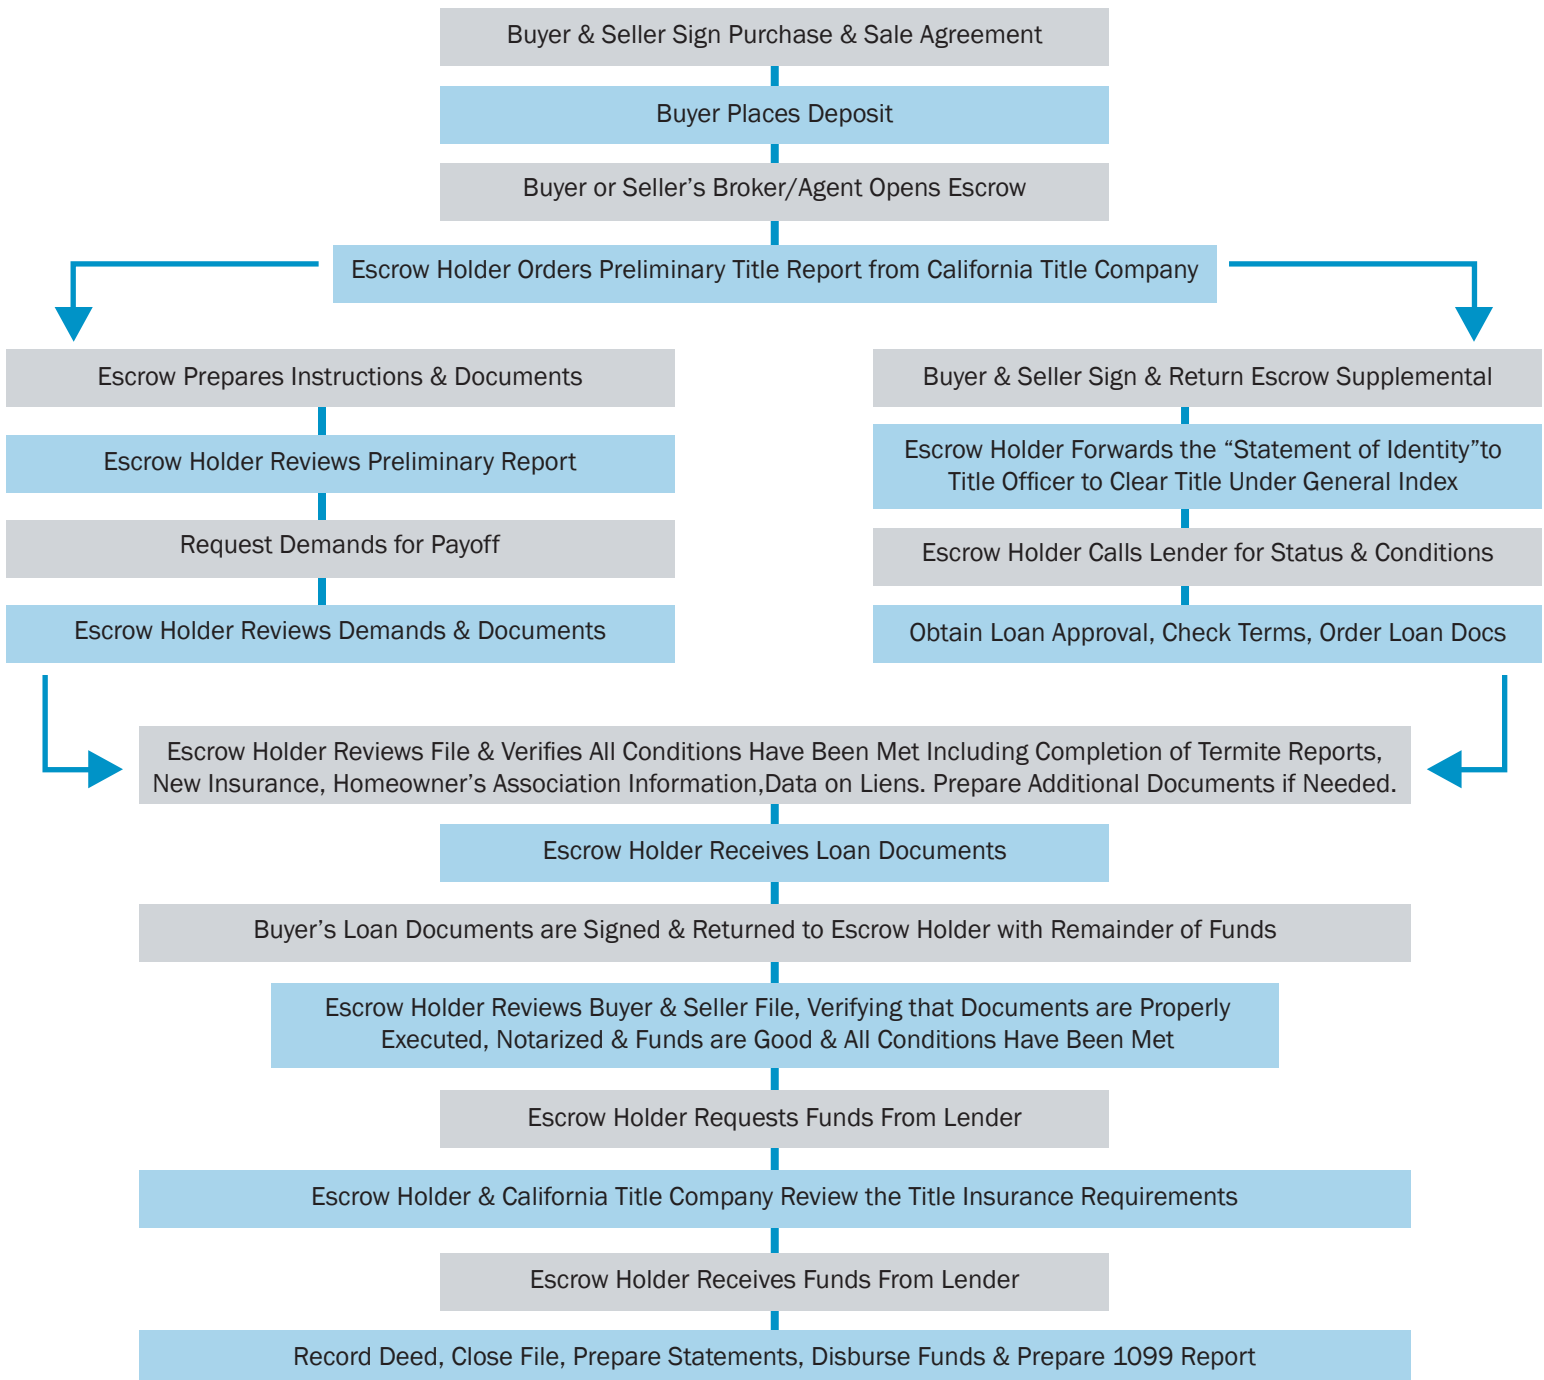 Buyer & Seller Sign Purchase & Sale Agreement
Buyer Places Deposit
Buyer or Seller’s Broker/Agent Opens Escrow
Escrow Holder Orders Preliminary Title Report from California Title Company
Escrow Prepares Instructions & Documents
Escrow Holder Reviews Preliminary Report
Request Demands for Payoff
Escrow Holder Reviews Demands & Documents
Buyer & Seller Sign & Return Escrow Supplemental
Escrow Holder Forwards the “Statement of Identity”to
Title Officer to Clear Title Under General Index
Escrow Holder Calls Lender for Status & Conditions
Obtain Loan Approval, Check Terms, Order Loan Docs
Escrow Holder Reviews File & Verifies All Conditions Have Been Met Including Completion of Termite Reports,
New Insurance, Homeowner’s Association Information,Data on Liens. Prepare Additional Documents if Needed.
Escrow Holder Receives Loan Documents
Buyer’s Loan Documents are Signed & Returned to Escrow Holder with Remainder of Funds
Escrow Holder Reviews Buyer & Seller File, Verifying that Documents are Properly
Executed, Notarized & Funds are Good & All Conditions Have Been Met
Escrow Holder Requests Funds From Lender
Escrow Holder & California Title Company Review the Title Insurance Requirements
Escrow Holder Receives Funds From Lender
Record Deed, Close File, Prepare Statements, Disburse Funds & Prepare 1099 Report